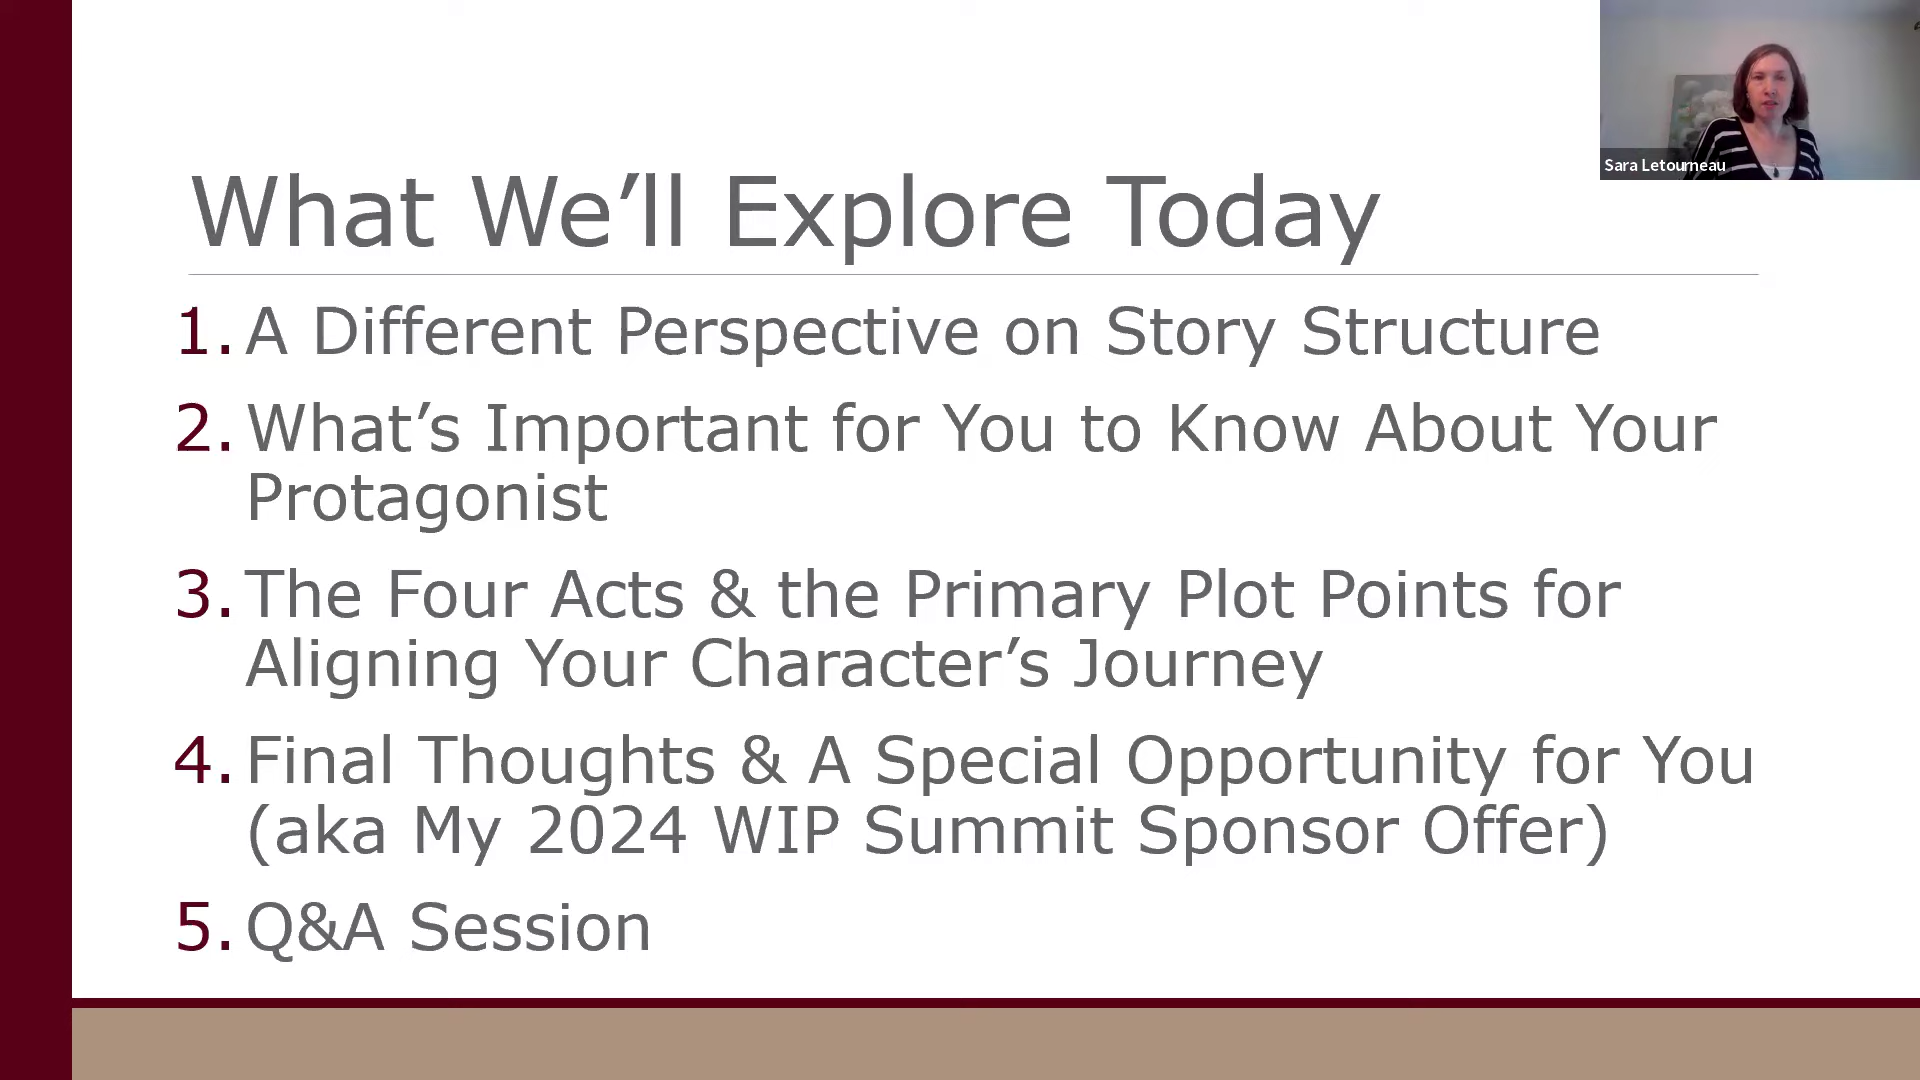 Sara Letourneau
What We’ll Explore Today
1. A Different Perspective on Story Structure
2. What’s Important for You to Know About Your
Protagonist
3. The Four Acts & the Primary Plot Points for
Aligning Your Character’s Journey
4. Final Thoughts & A Special Opportunity for You
(aka My 2024 WIP Summit Sponsor Offer)
5. Q&A Session